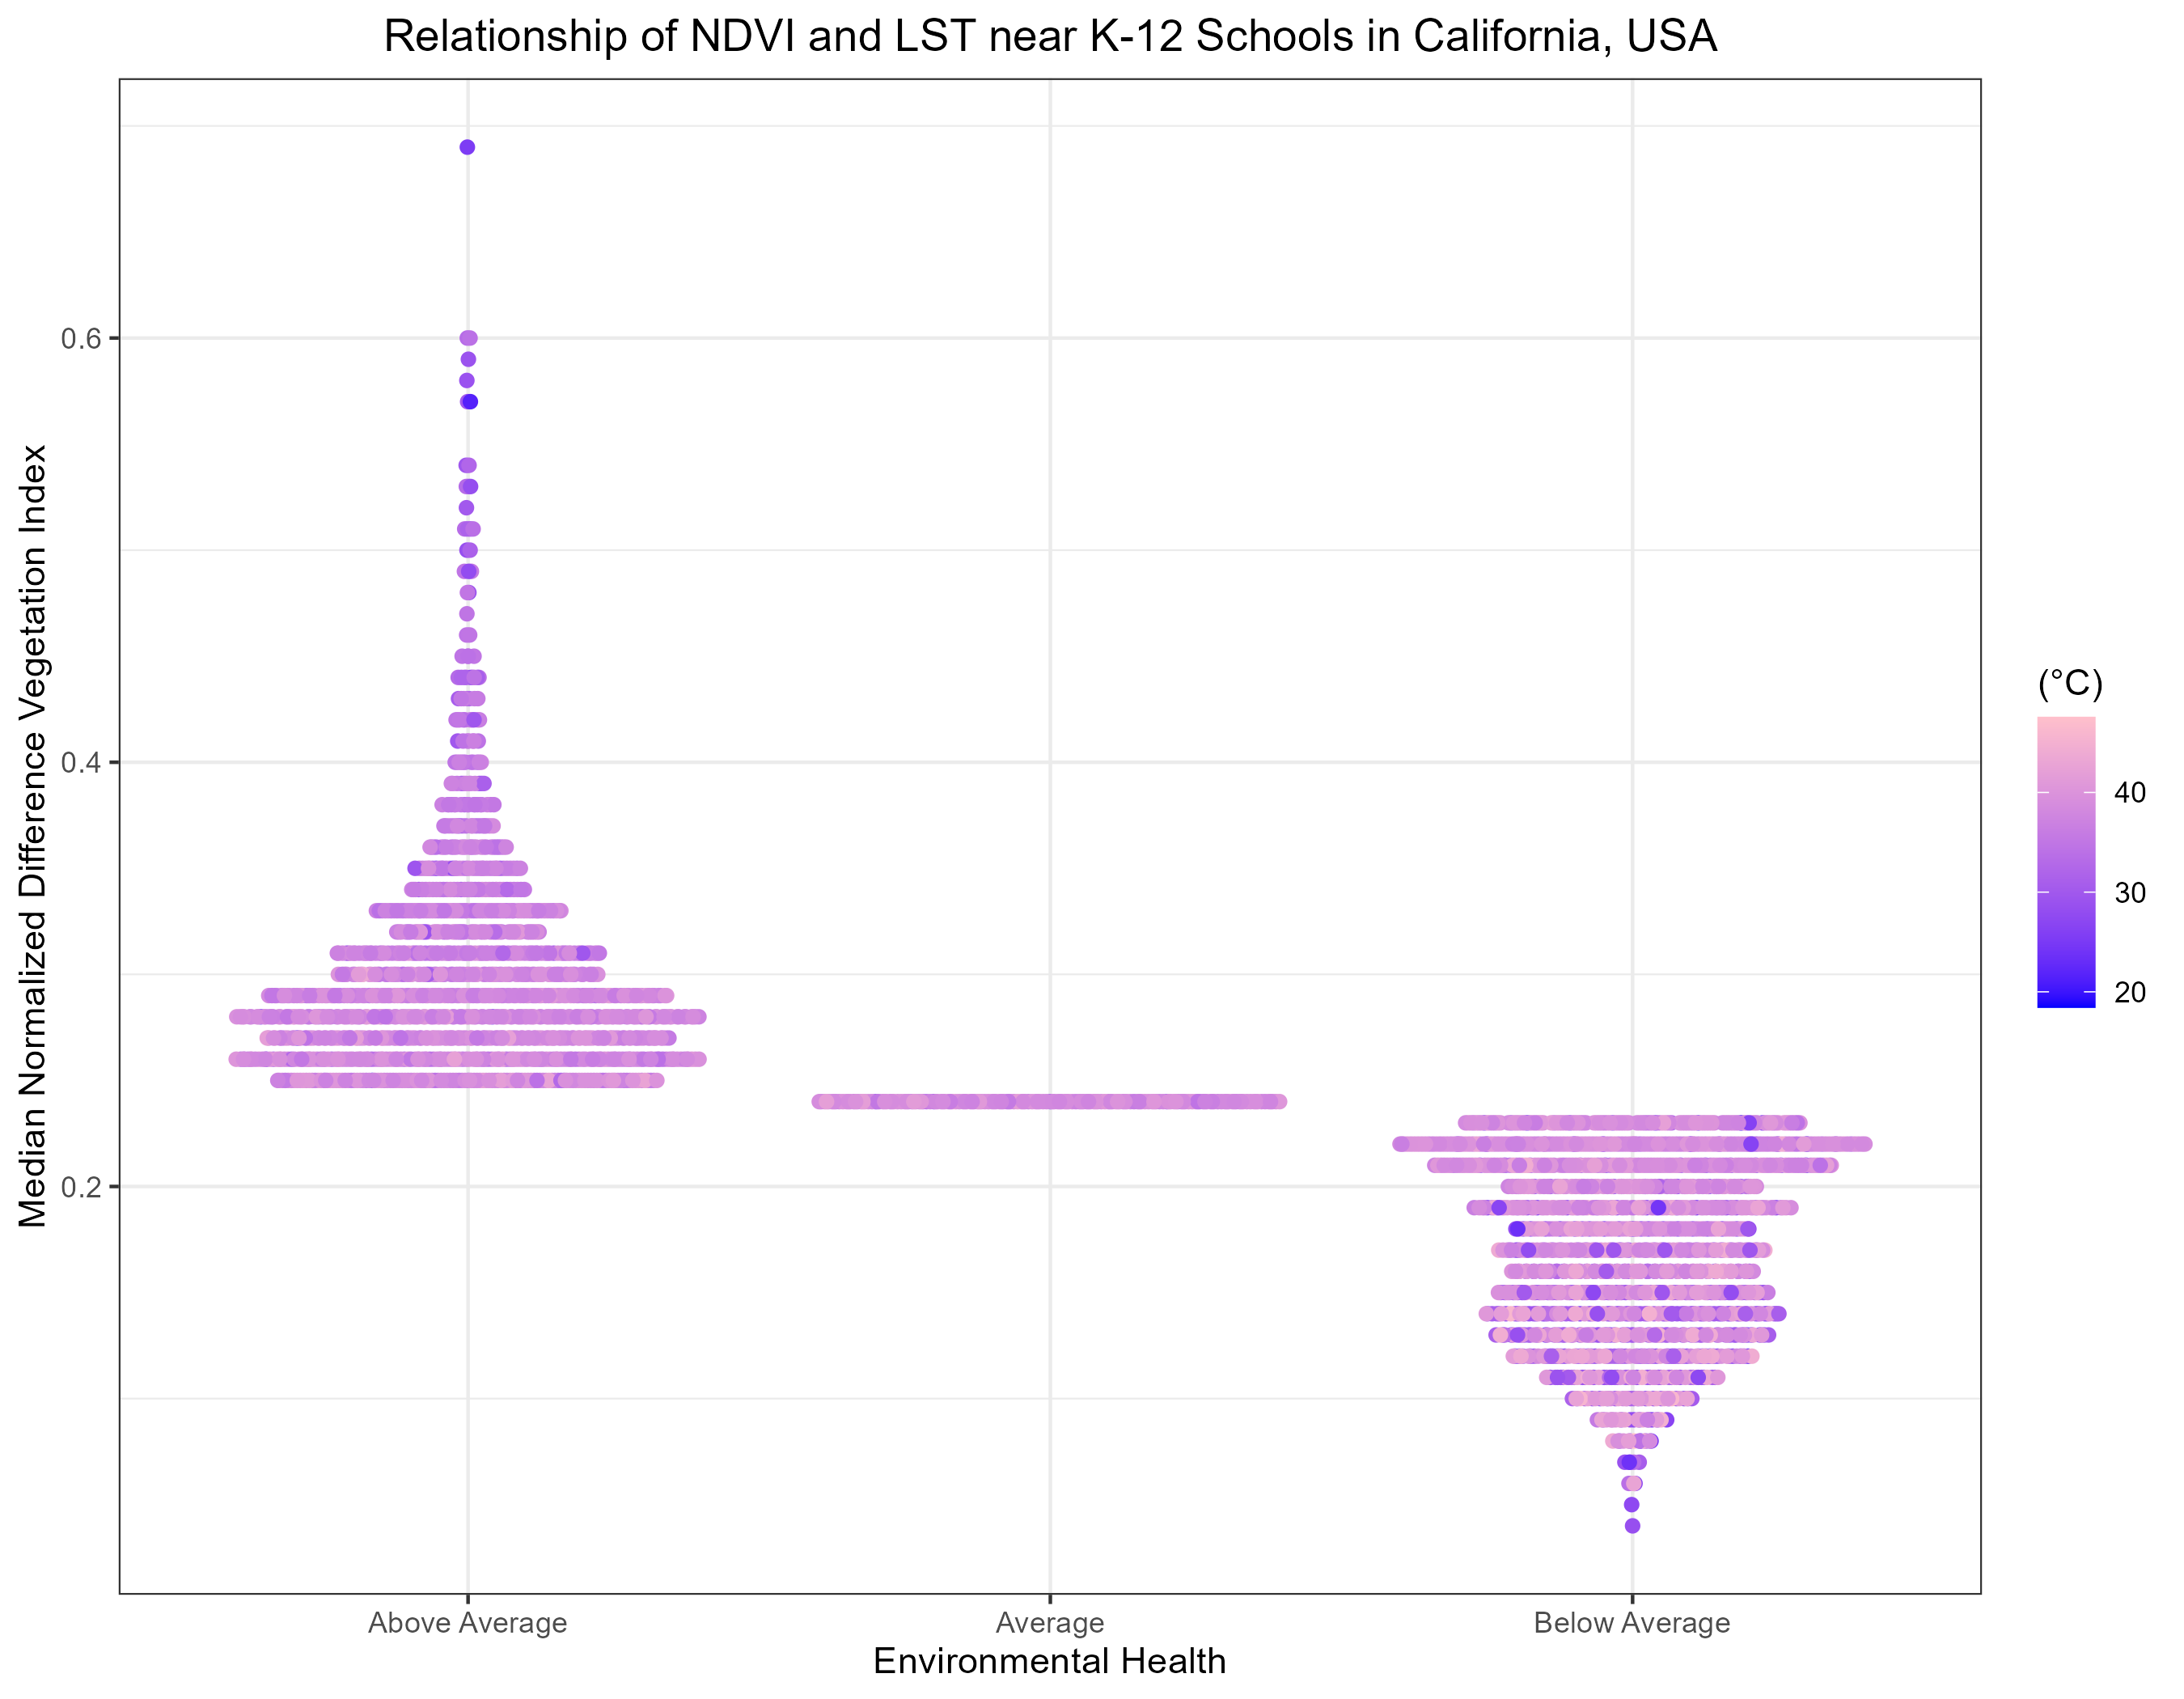 Relationship of NDVI and LST near K-12 Schools in California, USA
Median Normalized Difference Vegetation Index
0.6
0.4
0.2
Above Average
Average
Below Average
Environmental Health
(°C)
40
30
20